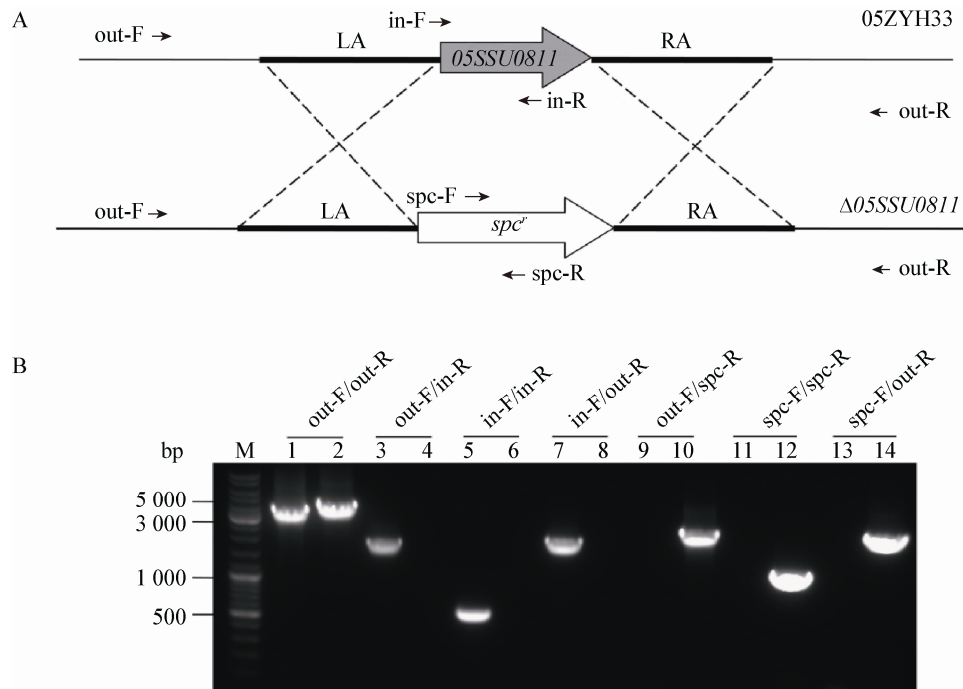 A
05ZYH33
in-F
out-F
LA
RA
05SSU0811
in-R
out-R
spc-F
out-F
LA
RA
Δ05SSU0811
spcʳ
spc-R
out-R
B
out-F/out-R
out-F/in-R
in-F/in-R
in-F/out-R
out-F/spc-R
spc-F/spc-R
spc-F/out-R
bp M 1 2 3 4 5 6 7 8 9 10 11 12 13 14
5 000
3 000
1 000
500